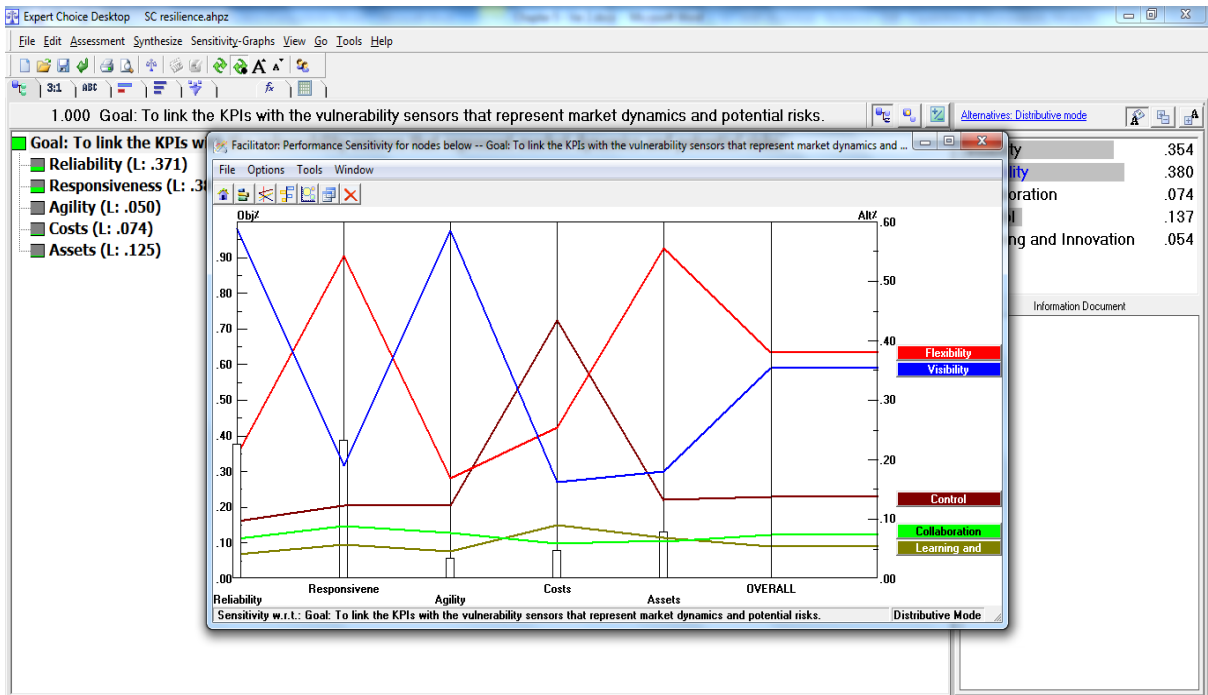 Expert Choice Desktop SC resilience.ahpz
File Edit Assessment Synthesize Sensitivity-Graphs View Go Tools Help
3:1 ABC fx
1.000 Goal: To link the KPIs with the vulnerability sensors that represent market dynamics and potential risks.
Alternatives: Distributive mode
Goal: To link the KPIs w
Reliability (L: .371)
Responsiveness (L: .38
Agility (L: .050)
Costs (L: .074)
Assets (L: .125)
ty .354
lity .380
oration .074
l .137
ng and Innovation .054
Information Document
Facilitator: Performance Sensitivity for nodes below -- Goal: To link the KPIs with the vulnerability sensors that represent market dynamics and ...
File Options Tools Window
Obj% Alt%
.60
.90
.80
.50
.70
.40
.60
Flexibility
Visibility
.50
.30
.40
.30
.20
.20
Control
.10
.10
Collaboration
Learning and
.00 .00
Responsivene Costs OVERALL
Reliability Agility Assets
Sensitivity w.r.t.: Goal: To link the KPIs with the vulnerability sensors that represent market dynamics and potential risks. Distributive Mode